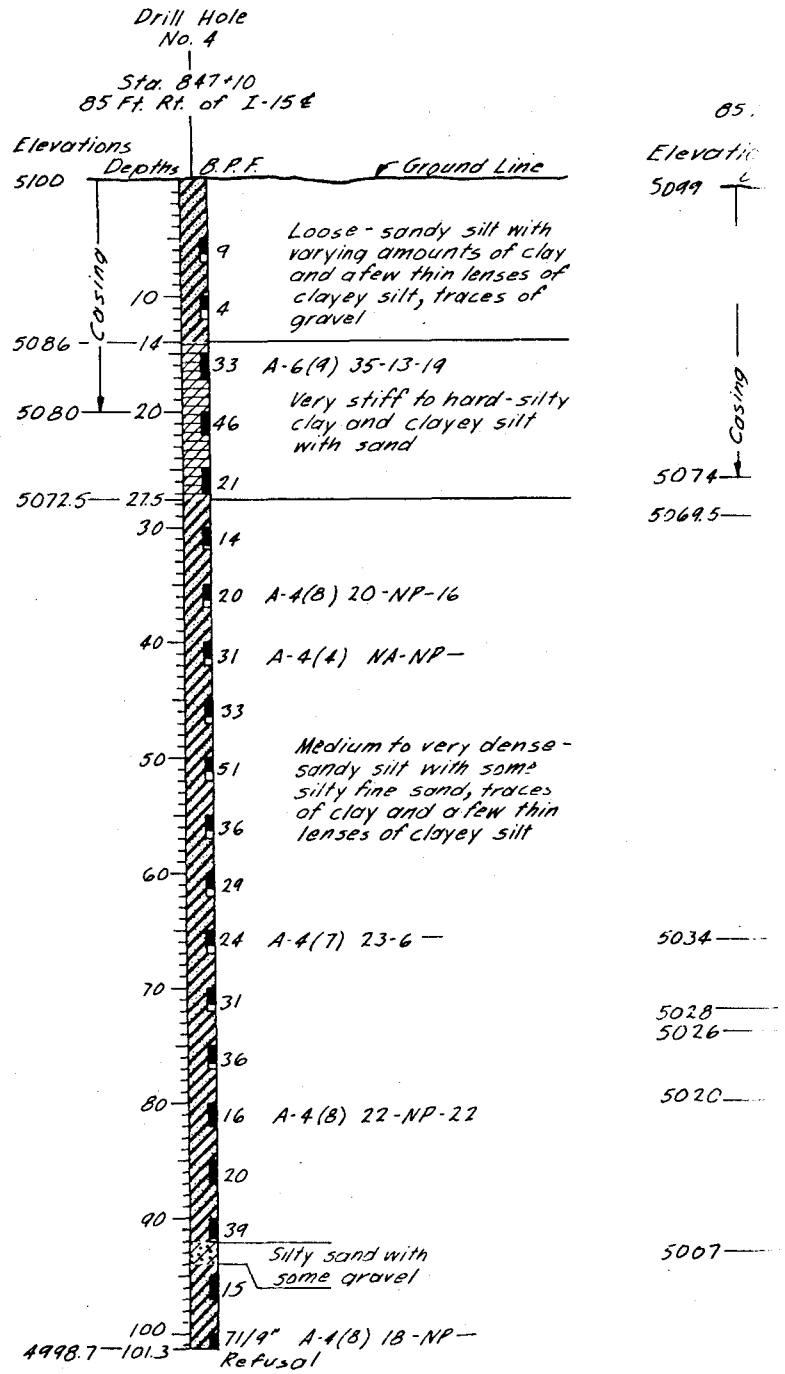 Drill Hole
No. 4
Sta. 847+10
85 Ft. Rt. of I-15 ℄
Elevations
Depths B.P.F. Ground Line
5100
Casing
9
Loose - sandy silt with
varying amounts of clay
and a few thin lenses of
clayey silt, traces of
gravel
10
4
5086 14
33 A-6(9) 35-13-19
Very stiff to hard-silty
clay and clayey silt
with sand
5080 20
46
21
5072.5 27.5
30
14
20 A-4(8) 20-NP-16
40
31 A-4(4) NA-NP—
33
Medium to very dense -
sandy silt with some
silty fine sand, traces
of clay and a few thin
lenses of clayey silt
50
51
36
60
29
24 A-4(7) 23-6 —
70
31
36
80
16 A-4(8) 22-NP-22
20
90
39
Silty sand with
some gravel
15
100
71/9" A-4(8) 18-NP—
4998.7 101.3
Refusal
85.
5099
Casing
5074
5069.5
5034
5028
5026
5020
5007